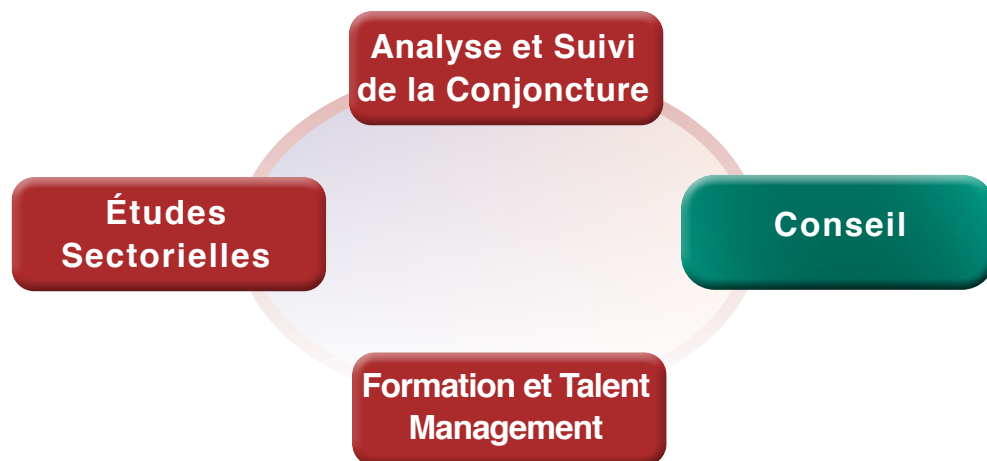 Analyse et Suivi
de la Conjoncture
Études
Sectorielles
Conseil
Formation et Talent
Management